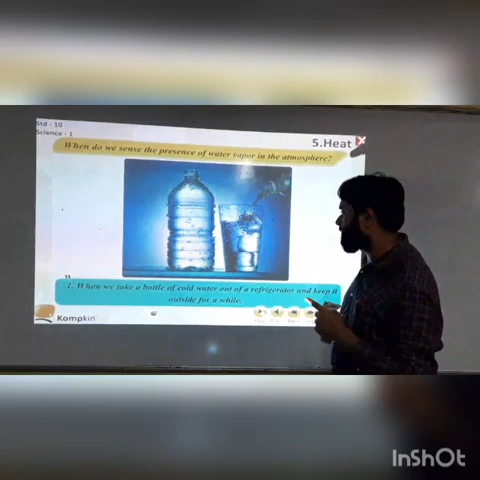 Std - 10
Science - 1
5.Heat
When do we sense the presence of water vapor in the atmosphere?
1. When we take a bottle of cold water out of a refrigerator and keep it
outside for a while.
Kompkin
InShOt